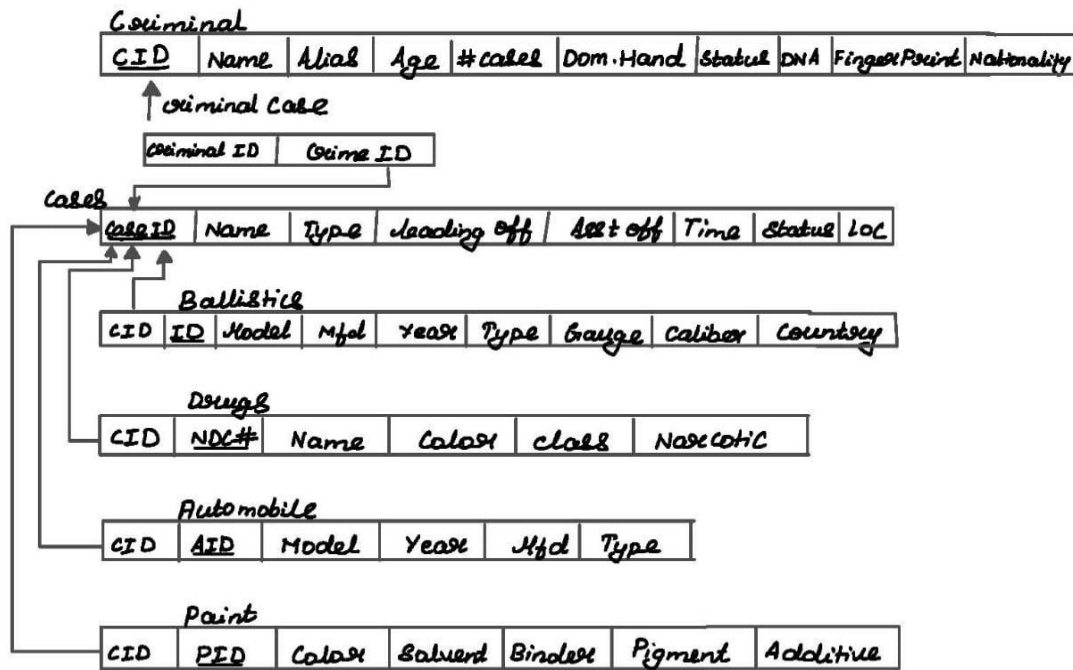 Criminal
CID Name Alias Age #cases Dom.Hand Status DNA FingerPrint Nationality
criminal case
criminal ID Crime ID
Cases
CaseID Name Type Leading Off Asst Off Time Status LOC
Ballistics
CID ID Model Mfd Year Type Gauge Caliber Country
Drugs
CID NDC# Name Color class Narcotic
Automobile
CID AID Model Year Mfd Type
Paint
CID PID Color Solvent Binder Pigment Additive